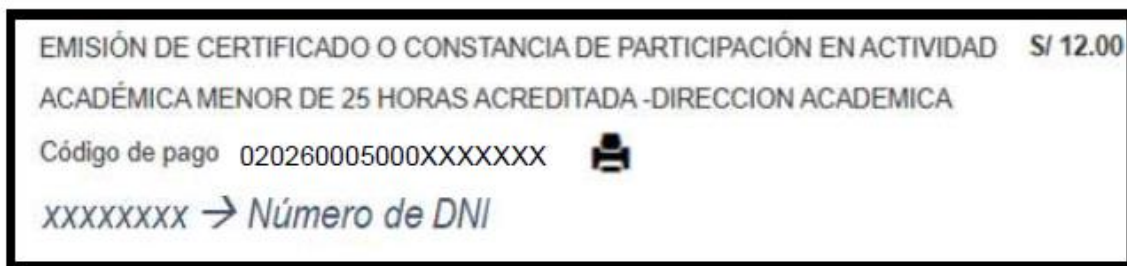 EMISIÓN DE CERTIFICADO O CONSTANCIA DE PARTICIPACIÓN EN ACTIVIDAD S/ 12.00
ACADÉMICA MENOR DE 25 HORAS ACREDITADA -DIRECCION ACADEMICA
Código de pago 020260005000XXXXXXX
xxxxxxxx → Número de DNI